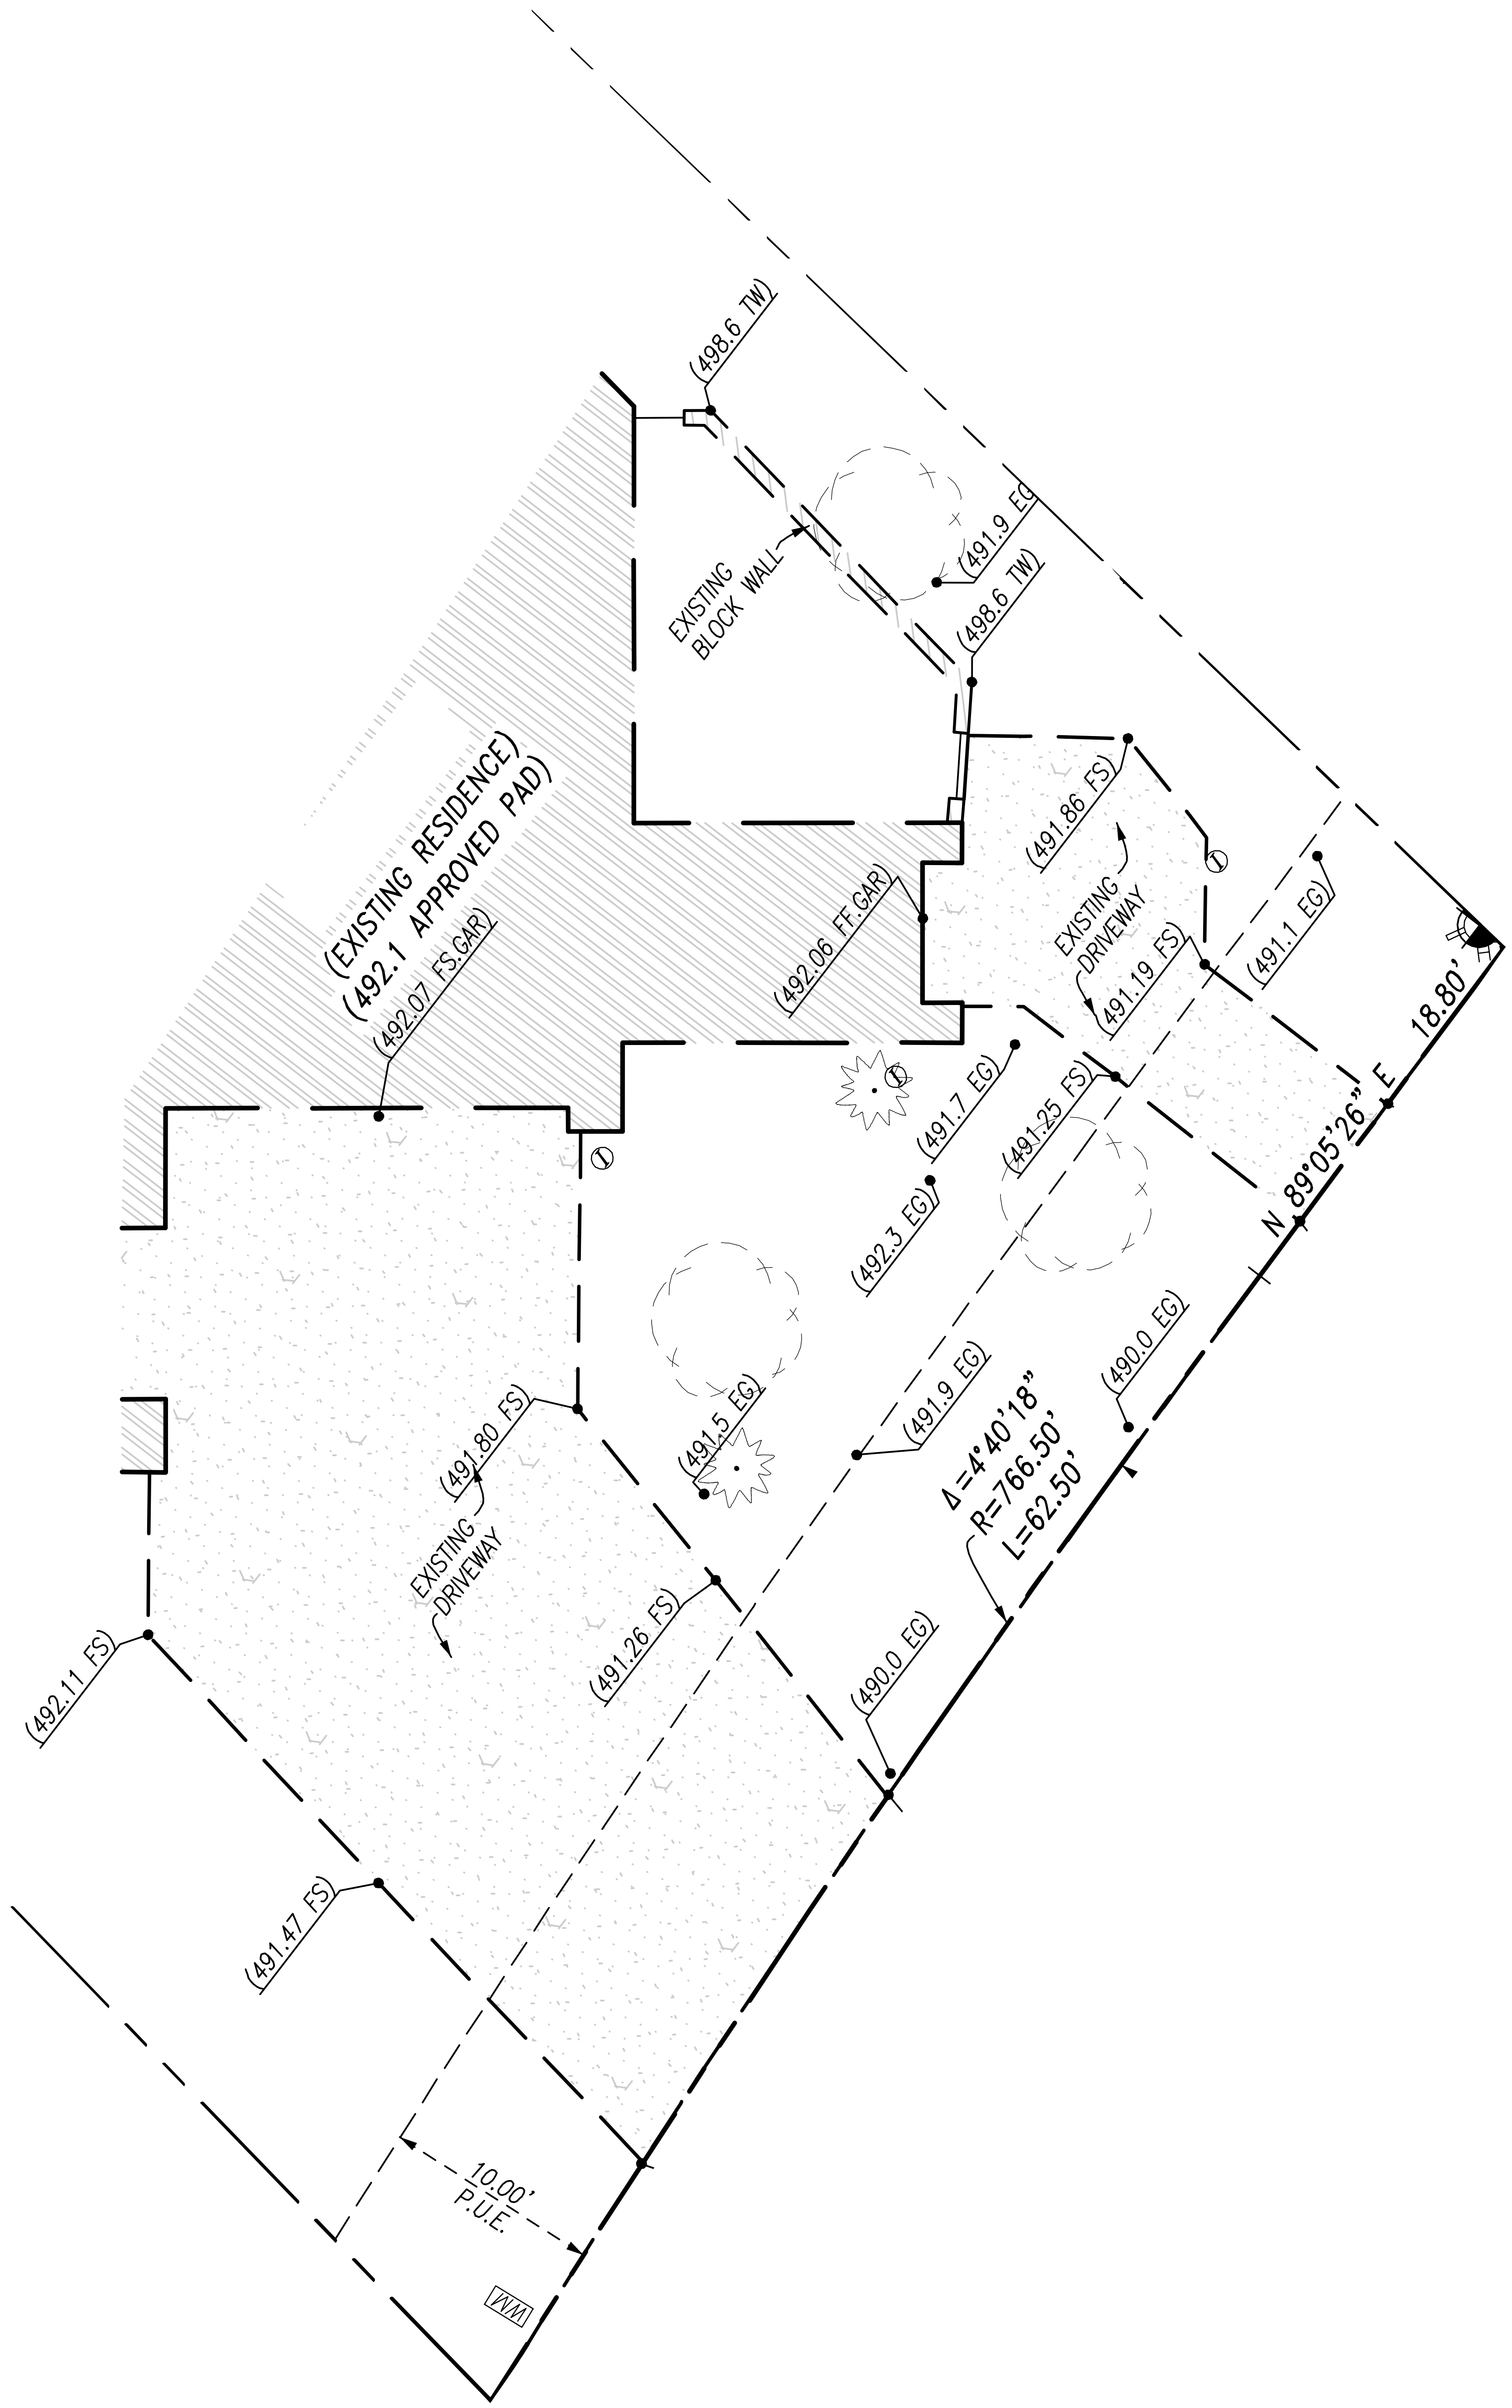 (498.6 TW)
(491.9 EG
(498.6 TW)
EXISTING
BLOCK WALL
(EXISTING RESIDENCE)
(492.1 APPROVED PAD)
(492.07 FS.GAR)
(492.06 FF.GAR)
(491.86 FS)
EXISTING
DRIVEWAY
(491.19 FS)
(491.1 EG)
18.80'
N 89°05'26" E
(491.7 EG)
(491.25 FS)
(492.3 EG)
(490.0 EG)
(491.9 EG)
(491.5 EG)
(491.80 FS)
Δ=4°40'18"
R=766.50'
L=62.50'
EXISTING
DRIVEWAY
(491.26 FS)
(490.0 EG)
(492.11 FS)
(491.47 FS)
10.00'
P.U.E.
WM